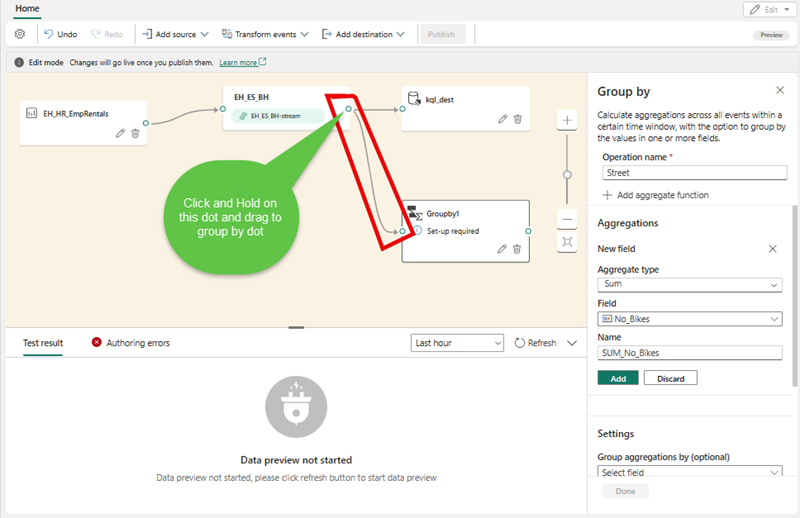 Home
Edit
Undo
Redo
Add source
Transform events
Add destination
Publish
Preview
Edit mode Changes will go live once you publish them. Learn more
EH_HR_EmpRentals
EH_ES_BH
EH_ES_BH-stream
kql_dest
Click and Hold on
this dot and drag to
group by dot
Groupby1
Set-up required
Group by
Calculate aggregations across all events within a
certain time window, with the option to group by
the values in one or more fields.
Operation name *
Street
Add aggregate function
Aggregations
New field
Aggregate type
Sum
Field
No_Bikes
Name
SUM_No_Bikes
Add
Discard
Settings
Group aggregations by (optional)
Select field
Done
Test result
Authoring errors
Last hour
Refresh
Data preview not started
Data preview not started, please click refresh button to start data preview